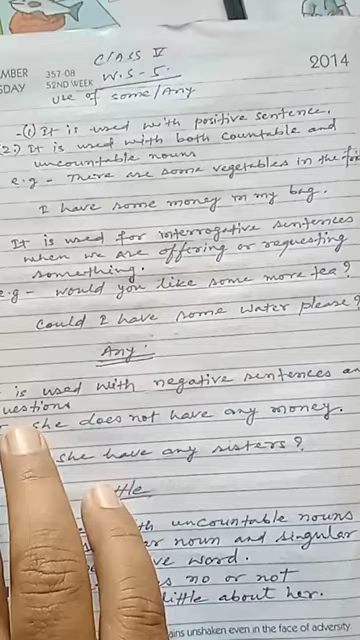 CLASS V
MBER 357-08 W.S-5. 2014
SDAY 52ND WEEK
use of some/Any
-(1) It is used with positive sentence.
(2) It is used with both countable and
uncountable nouns
e.g - There are some vegetables in the
I have some money in my bag.
It is used for interrogative sentences
when we are offering or requesting
something.
e.g - would you like some more tea?
could I have some water please?
Any:
is used with negative sentences
uestions
she does not have any money.
she have any sisters?
ttle
th uncountable nouns
noun and singular
ve word.
no or not
little about her.
ains unshaken even in the face of adversity.